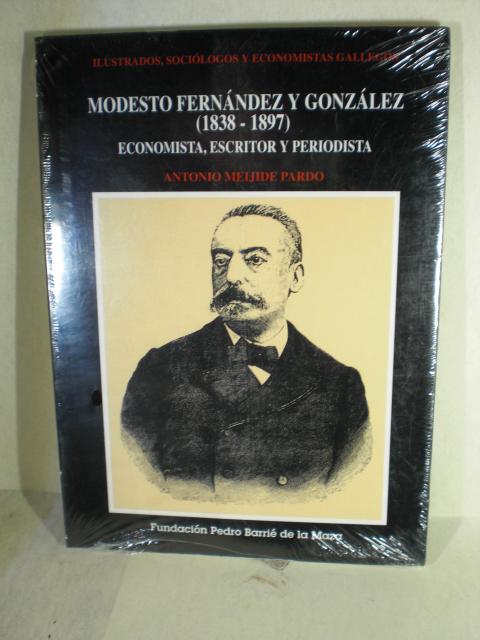 ILUSTRADOS, SOCIÓLOGOS Y ECONOMISTAS GALLEGOS
MODESTO FERNÁNDEZ Y GONZÁLEZ
(1838 - 1897)
ECONOMISTA, ESCRITOR Y PERIODISTA
ANTONIO MEIJIDE PARDO
Fundación Pedro Barrié de la Maza